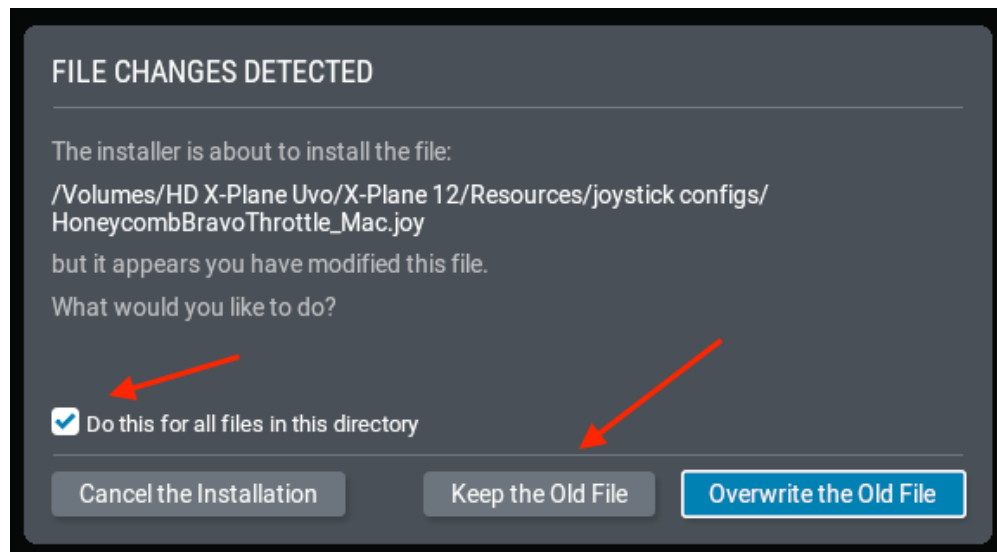 FILE CHANGES DETECTED
The installer is about to install the file:
/Volumes/HD X-Plane Uvo/X-Plane 12/Resources/joystick configs/
HoneycombBravoThrottle_Mac.joy
but it appears you have modified this file.
What would you like to do?
Do this for all files in this directory
Cancel the Installation
Keep the Old File
Overwrite the Old File